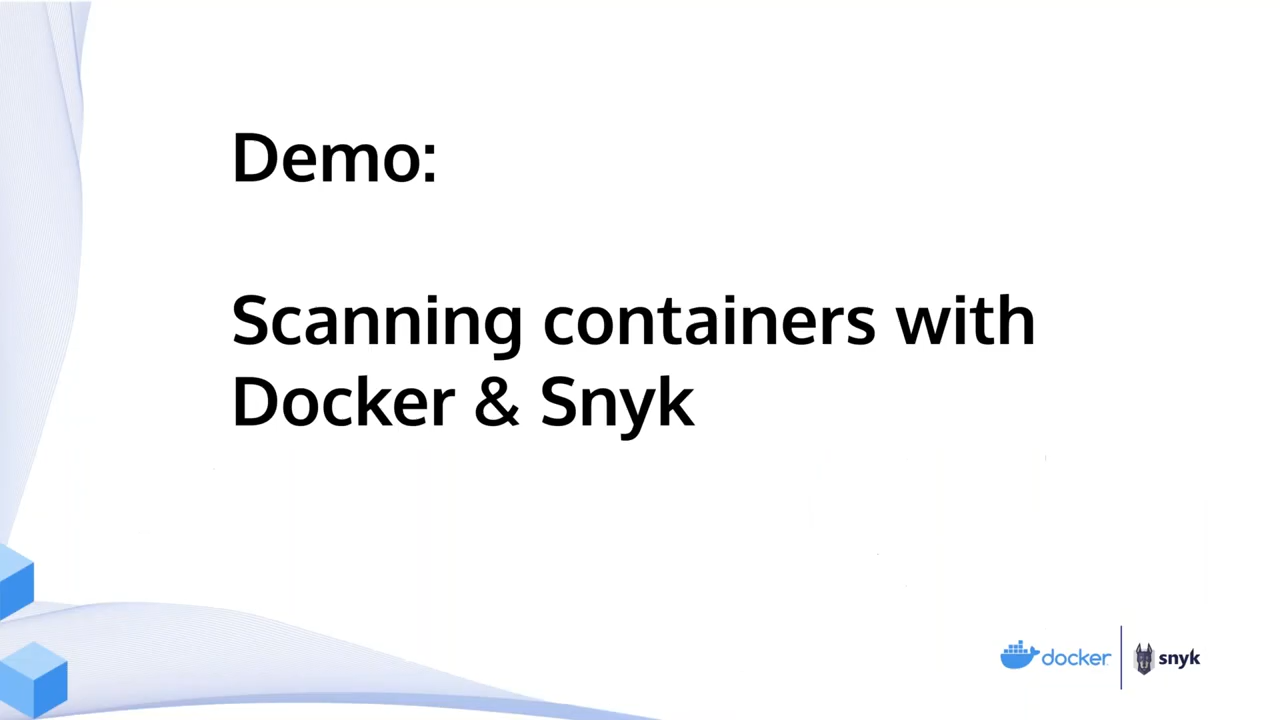 Demo:
Scanning containers with
Docker & Snyk
docker
snyk